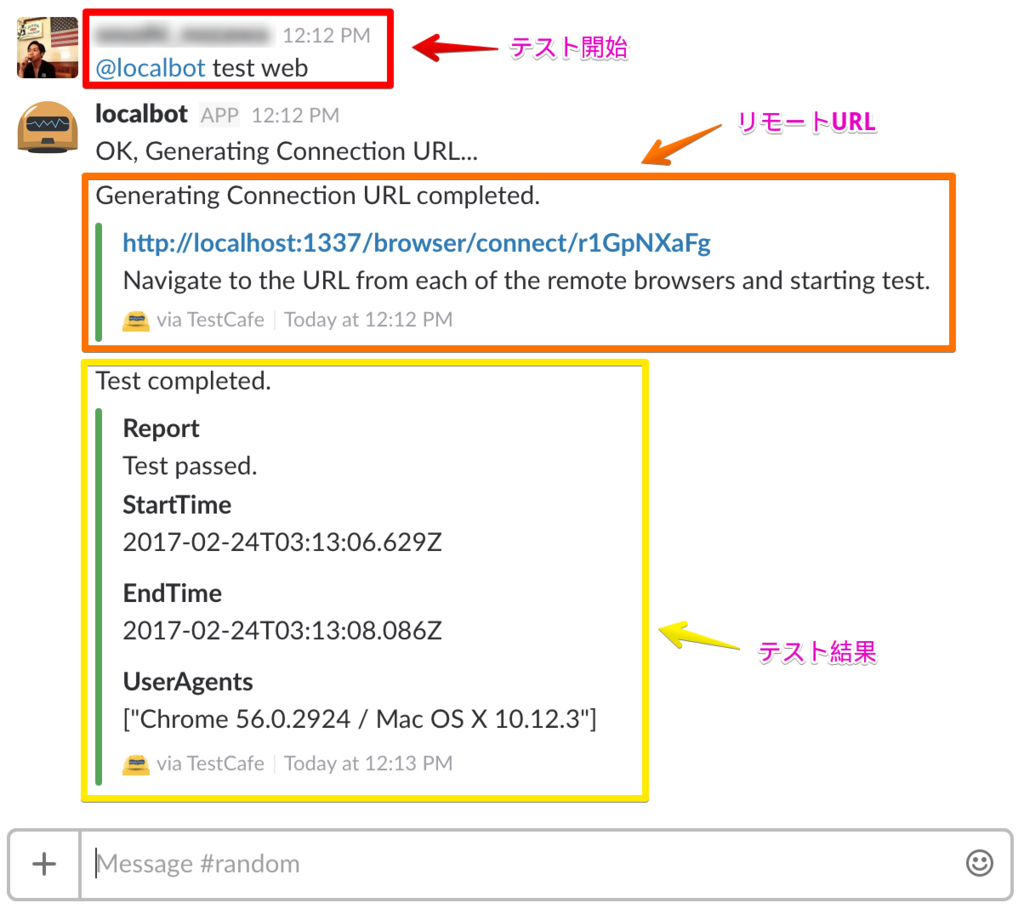 12:12 PM
@localbot test web
テスト開始
localbot APP 12:12 PM
OK, Generating Connection URL...
リモートURL
Generating Connection URL completed.
http://localhost:1337/browser/connect/r1GpNXaFg
Navigate to the URL from each of the remote browsers and starting test.
via TestCafe | Today at 12:12 PM
Test completed.
Report
Test passed.
StartTime
2017-02-24T03:13:06.629Z
EndTime
2017-02-24T03:13:08.086Z
テスト結果
UserAgents
["Chrome 56.0.2924 / Mac OS X 10.12.3"]
via TestCafe | Today at 12:13 PM
Message #random